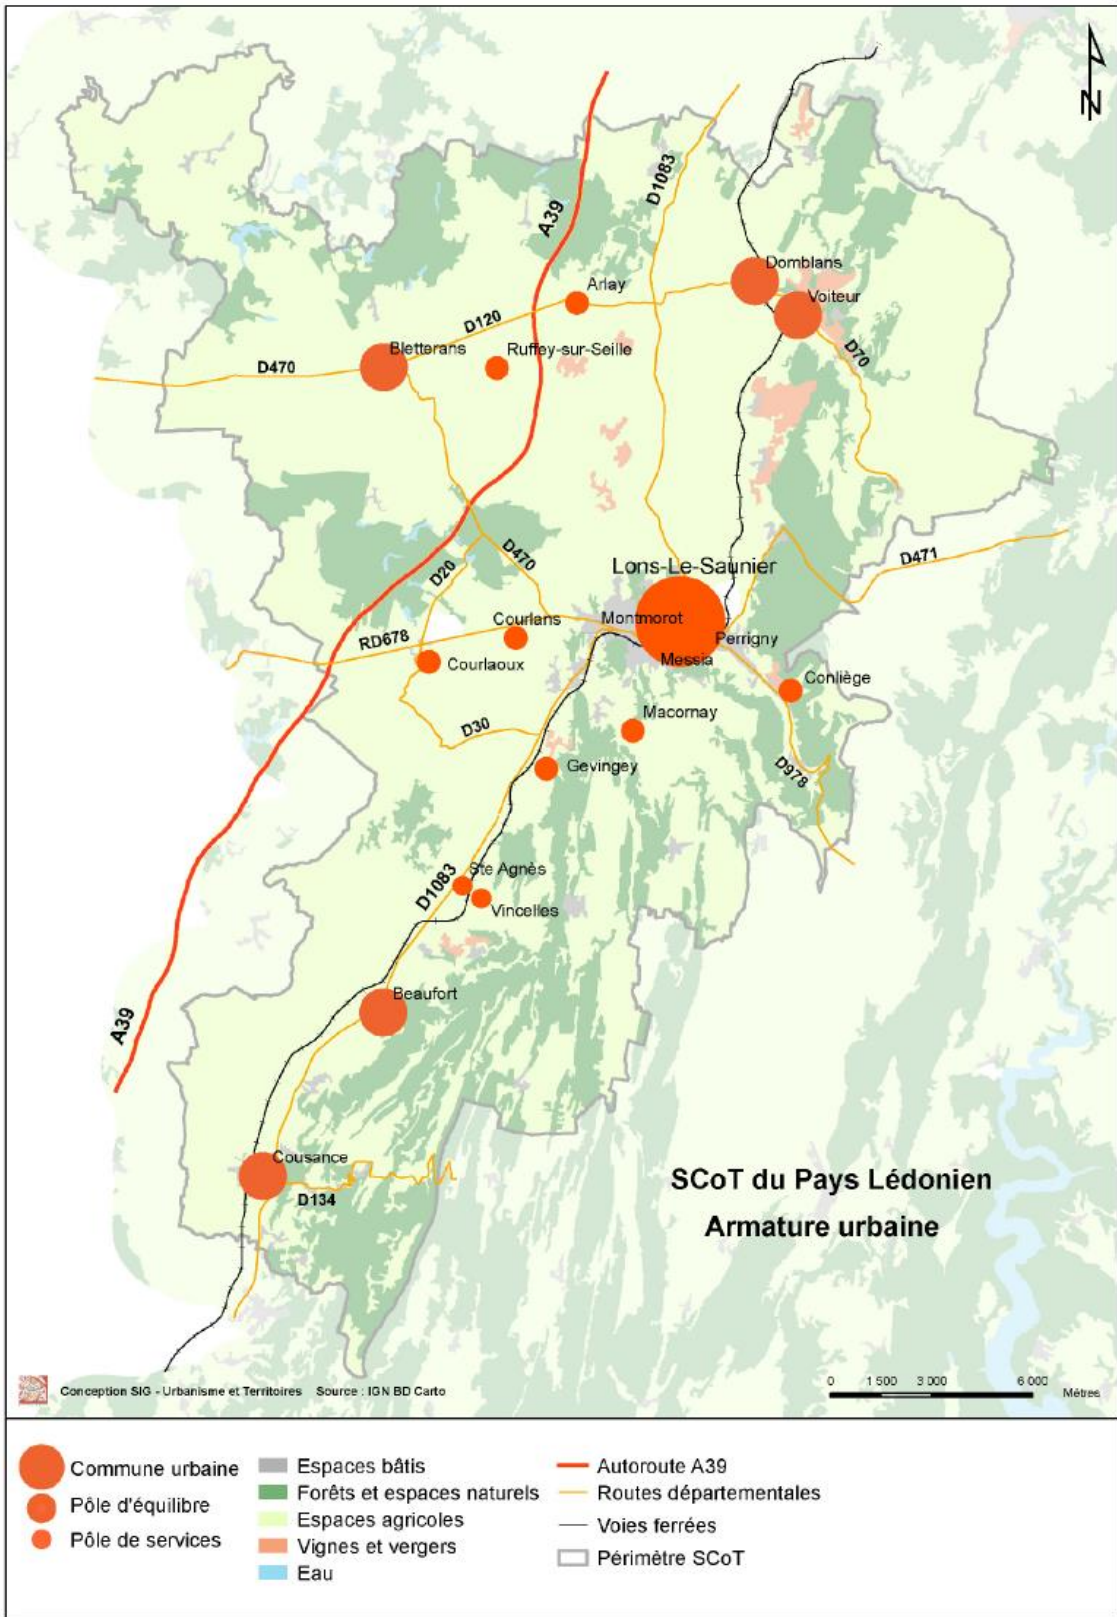 N
D1083
A39
Domblans
Arlay
Voiteur
D120
Bletterans
Ruffey-sur-Seille
D70
D470
D470
D471
D20
Lons-Le-Saunier
Courlans
Montmorot
RD678
Perrigny
Courlaoux
Messia
Conliège
Macornay
D30
Gevingey
D978
Ste Agnès
D1083
Vincelles
Beaufort
A39
Cousance
D134
SCoT du Pays Lédonien
Armature urbaine
Conception SIG - Urbanisme et Territoires Source : IGN BD Carto
0 1 500 3 000 6 000
Mètres
Commune urbaine
Pôle d'équilibre
Pôle de services
Espaces bâtis
Forêts et espaces naturels
Espaces agricoles
Vignes et vergers
Eau
Autoroute A39
Routes départementales
Voies ferrées
Périmètre SCoT